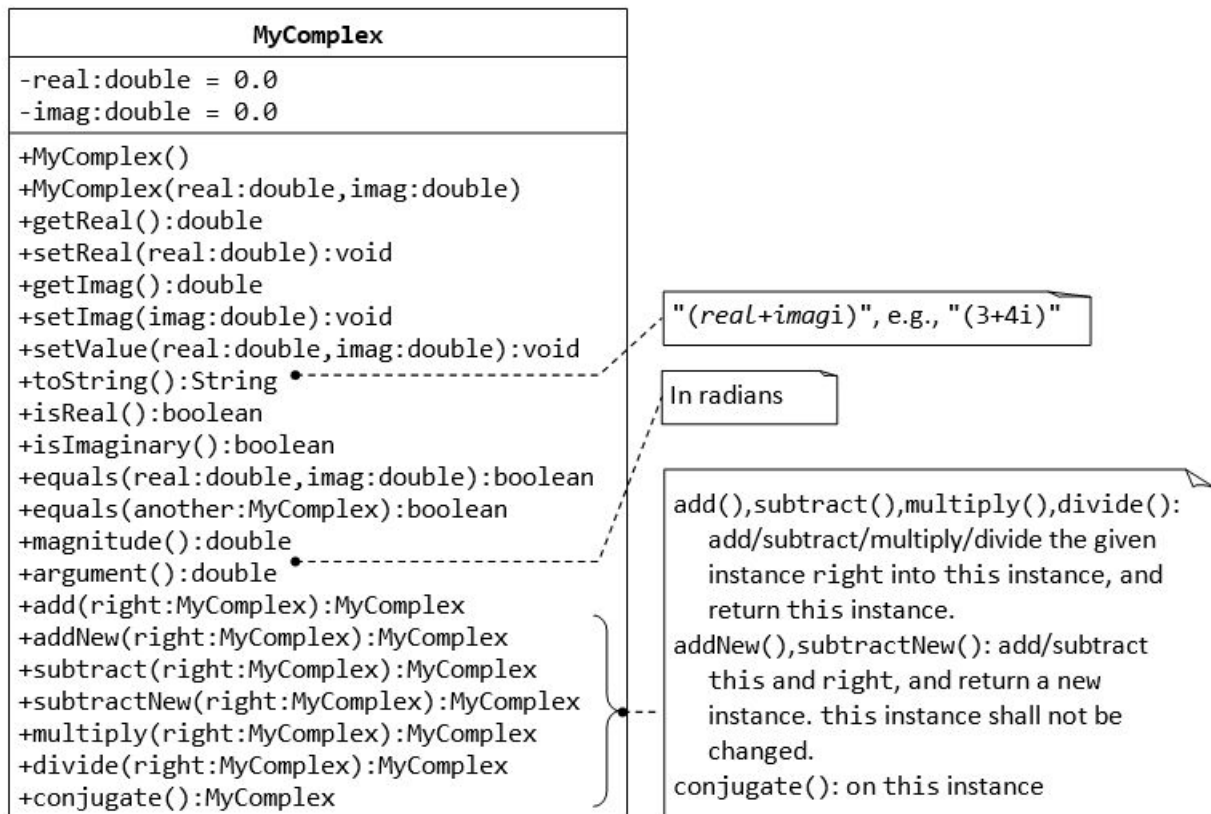 MyComplex
-real:double = 0.0
-imag:double = 0.0
+MyComplex()
+MyComplex(real:double,imag:double)
+getReal():double
+setReal(real:double):void
+getImag():double
+setImag(imag:double):void
+setValue(real:double,imag:double):void
+toString():String
+isReal():boolean
+isImaginary():boolean
+equals(real:double,imag:double):boolean
+equals(another:MyComplex):boolean
+magnitude():double
+argument():double
+add(right:MyComplex):MyComplex
+addNew(right:MyComplex):MyComplex
+subtract(right:MyComplex):MyComplex
+subtractNew(right:MyComplex):MyComplex
+multiply(right:MyComplex):MyComplex
+divide(right:MyComplex):MyComplex
+conjugate():MyComplex
"(real+imagi)", e.g., "(3+4i)"
In radians
add(),subtract(),multiply(),divide():
add/subtract/multiply/divide the given
instance right into this instance, and
return this instance.
addNew(),subtractNew(): add/subtract
this and right, and return a new
instance. this instance shall not be
changed.
conjugate(): on this instance